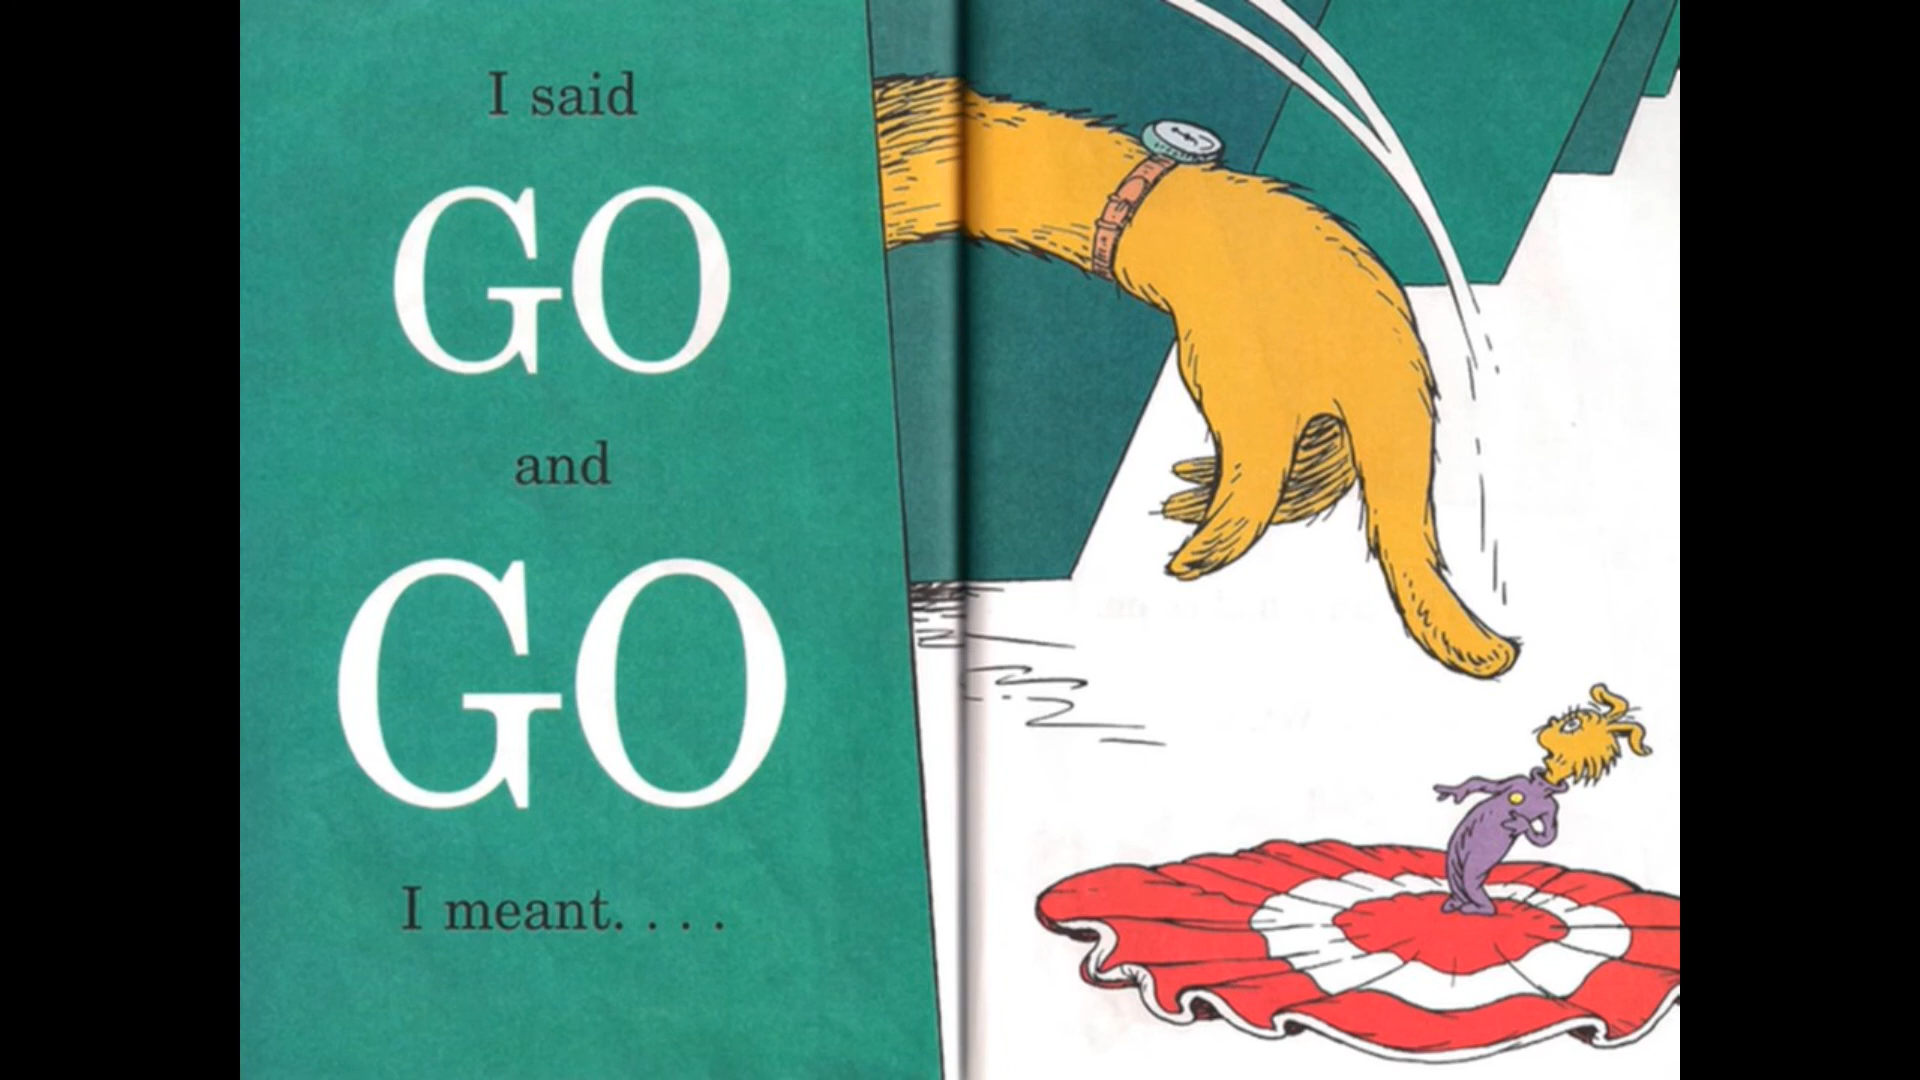 I said
GO
and
GO
I meant. . . .